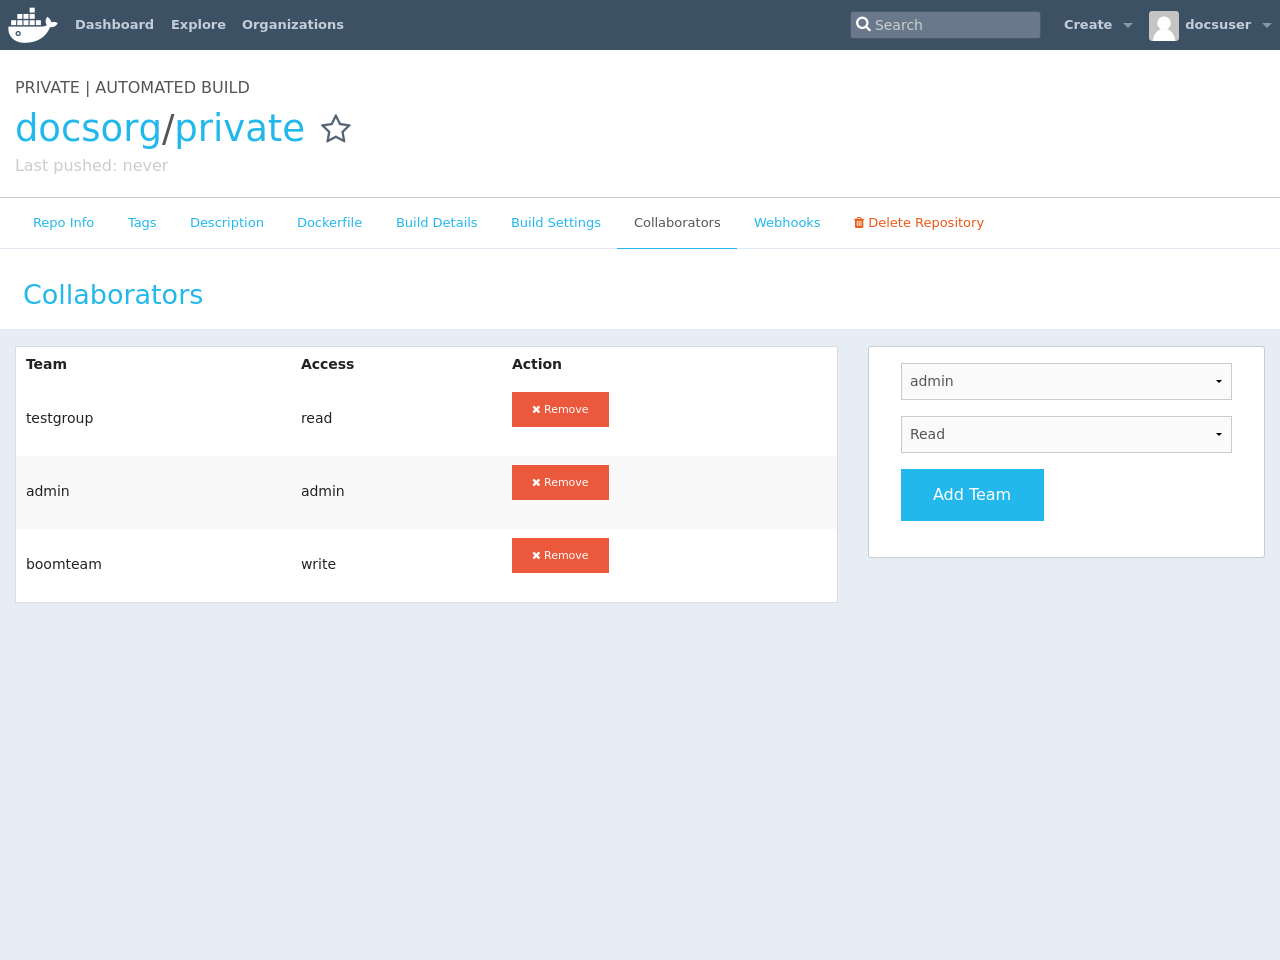 Dashboard Explore Organizations Search Create docsuser
PRIVATE | AUTOMATED BUILD
docsorg/private
Last pushed: never
Repo Info Tags Description Dockerfile Build Details Build Settings Collaborators Webhooks Delete Repository
Collaborators
Team Access Action
testgroup read Remove
admin admin Remove
boomteam write Remove
admin
Read
Add Team